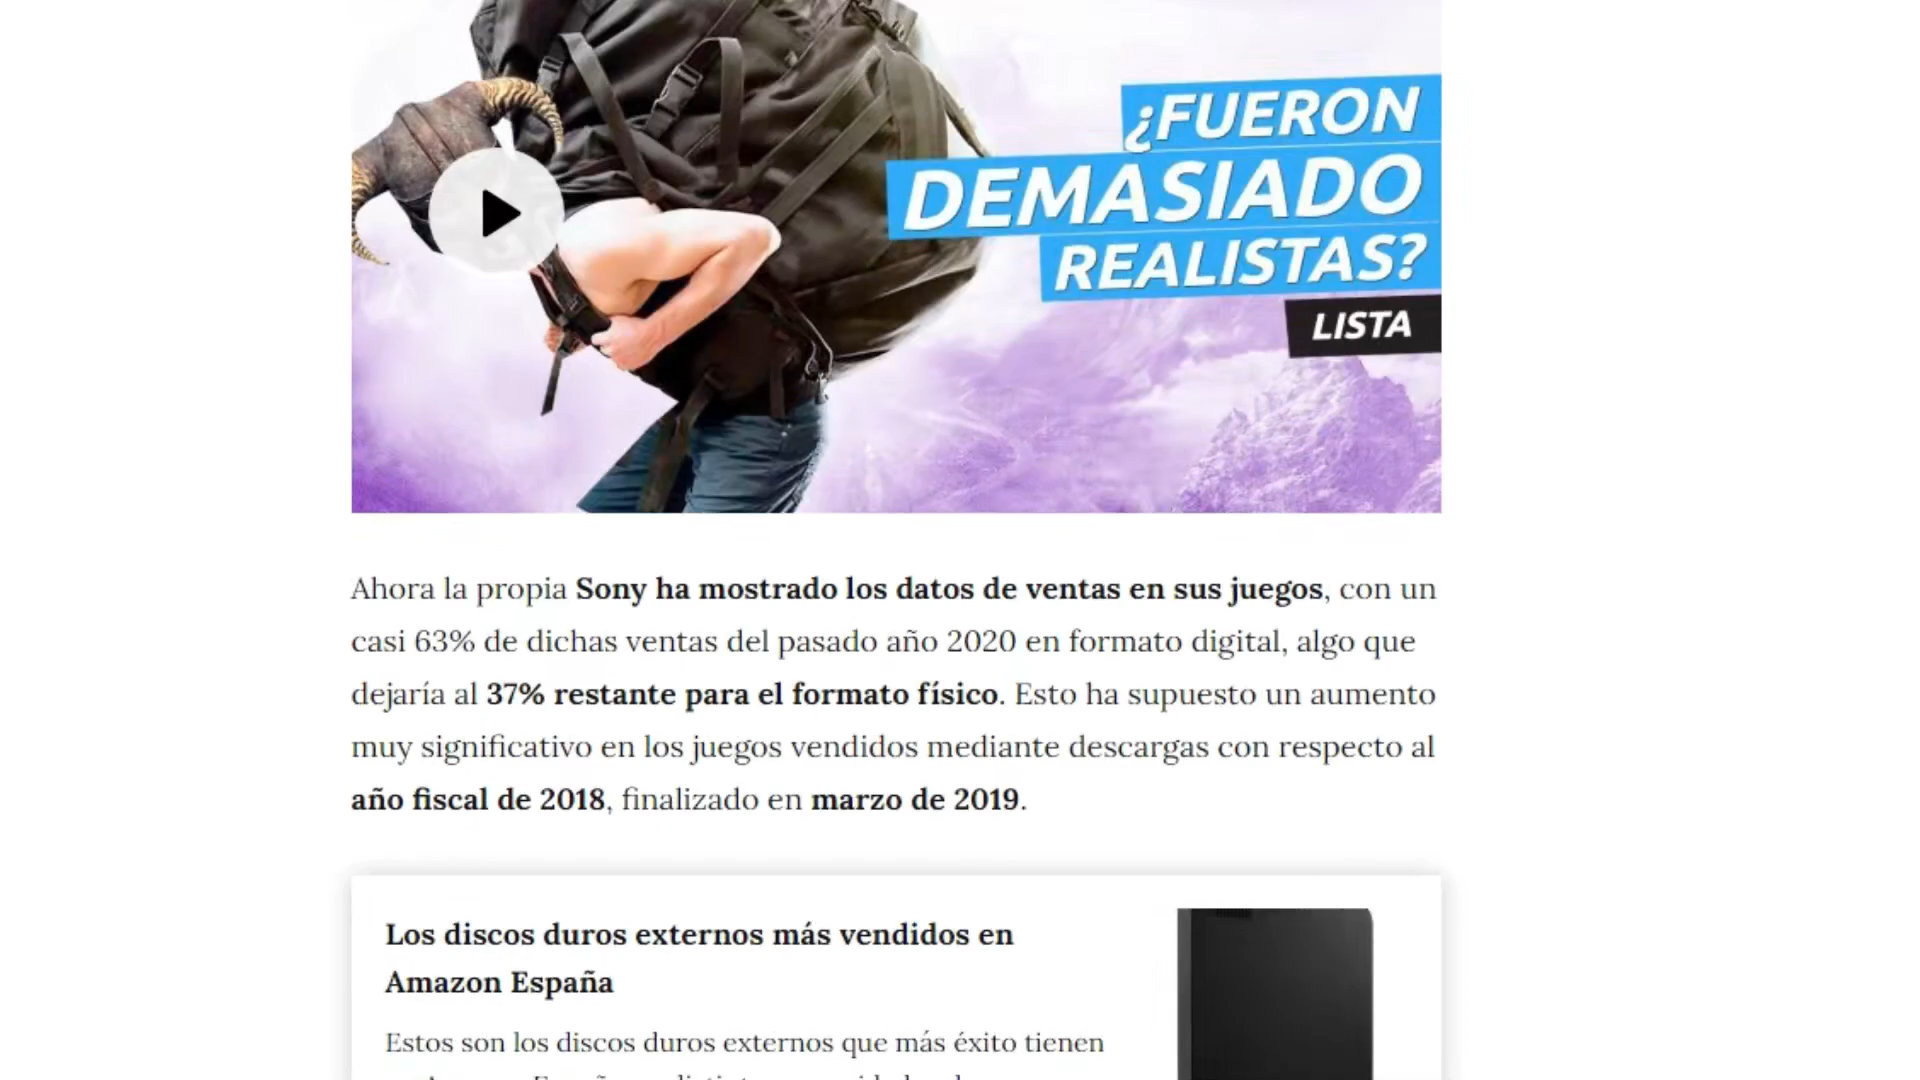 ¿FUERON
DEMASIADO
REALISTAS?
LISTA
Ahora la propia Sony ha mostrado los datos de ventas en sus juegos, con un
casi 63% de dichas ventas del pasado año 2020 en formato digital, algo que
dejaría al 37% restante para el formato físico. Esto ha supuesto un aumento
muy significativo en los juegos vendidos mediante descargas con respecto al
año fiscal de 2018, finalizado en marzo de 2019.
Los discos duros externos más vendidos en
Amazon España
Estos son los discos duros externos que más éxito tienen